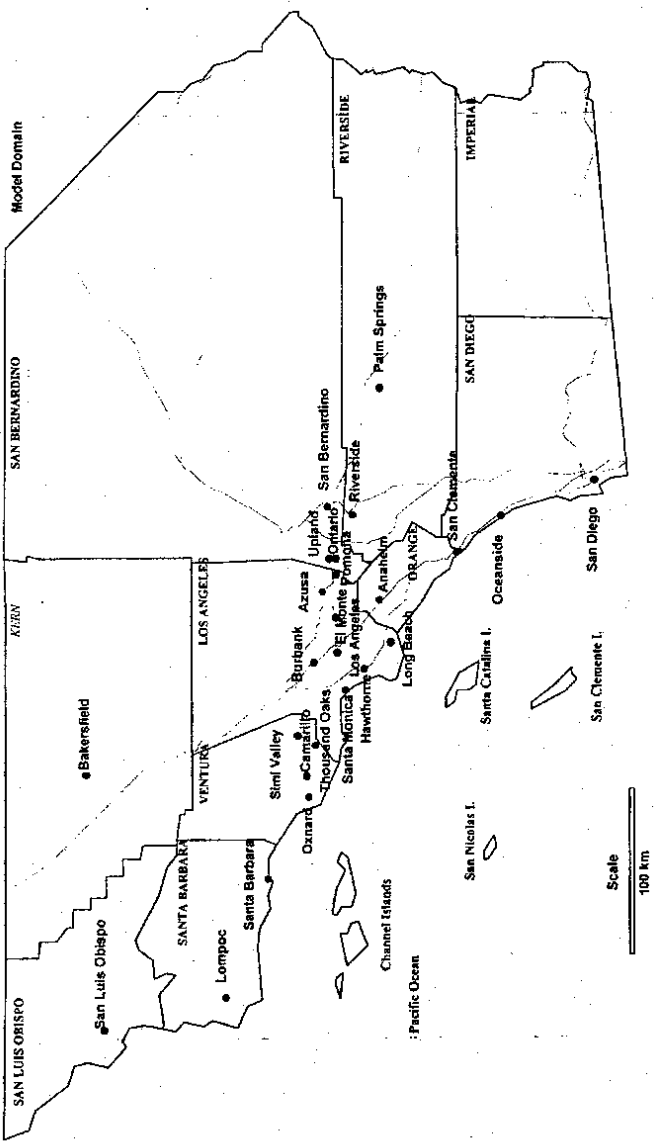 Model Domain
SAN LUIS OBISPO
KERN
SAN BERNARDINO
San Luis Obispo
Bakersfield
SANTA BARBARA
VENTURA
LOS ANGELES
Lompoc
Santa Barbara
Simi Valley
Camarillo
Oxnard
Thousand Oaks
Burbank
Azusa
Upland
Ontario
San Bernardino
RIVERSIDE
El Monte
Pomona
Riverside
Los Angeles
Santa Monica
Hawthorne
Anaheim
Palm Springs
Long Beach
ORANGE
San Clemente
SAN DIEGO
IMPERIAL
Oceanside
San Diego
Channel Islands
Pacific Ocean
Santa Catalina I.
San Nicolas I.
San Clemente I.
Scale
100 km